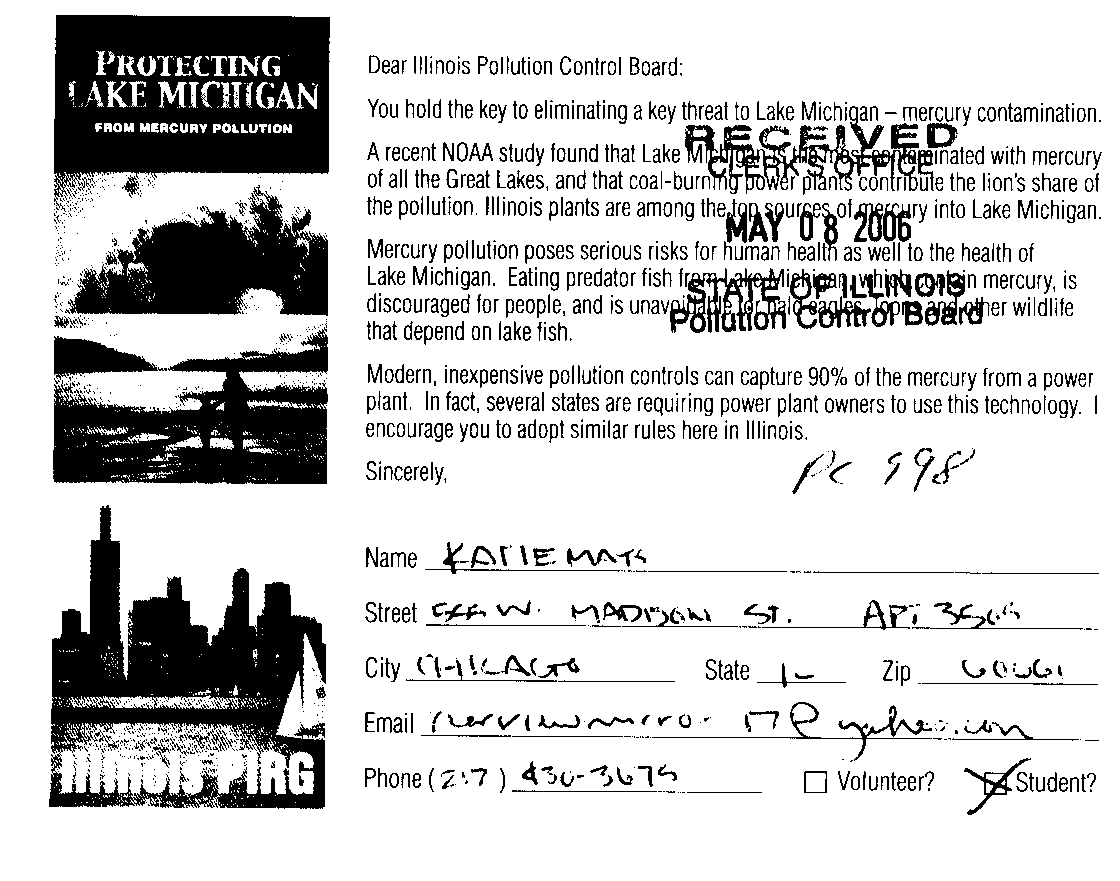 PROTECTING
LAKE MICHIGAN
FROM MERCURY POLLUTION
Dear Illinois Pollution Control Board:
You hold the key to eliminating a key threat to Lake Michigan – mercury contamination.
RECEIVED
CLERK'S OFFICE
MAY 08 2006
STATE OF ILLINOIS
Pollution Control Board
A recent NOAA study found that Lake Michigan is the most contaminated with mercury
of all the Great Lakes, and that coal-burning power plants contribute the lion's share of
the pollution. Illinois plants are among the top sources of mercury into Lake Michigan.
Mercury pollution poses serious risks for human health as well to the health of
Lake Michigan. Eating predator fish from Lake Michigan, which contain mercury, is
discouraged for people, and is unavoidable for bald eagles, loons and other wildlife
that depend on lake fish.
Modern, inexpensive pollution controls can capture 90% of the mercury from a power
plant. In fact, several states are requiring power plant owners to use this technology. I
encourage you to adopt similar rules here in Illinois.
Sincerely,
PC 998
Name KATIE
Street W. MADISON ST. APT
City CHICAGO State IL Zip 60661
Email yahoo.com
Phone (217)
Volunteer? Student?
ILLINOIS PIRG